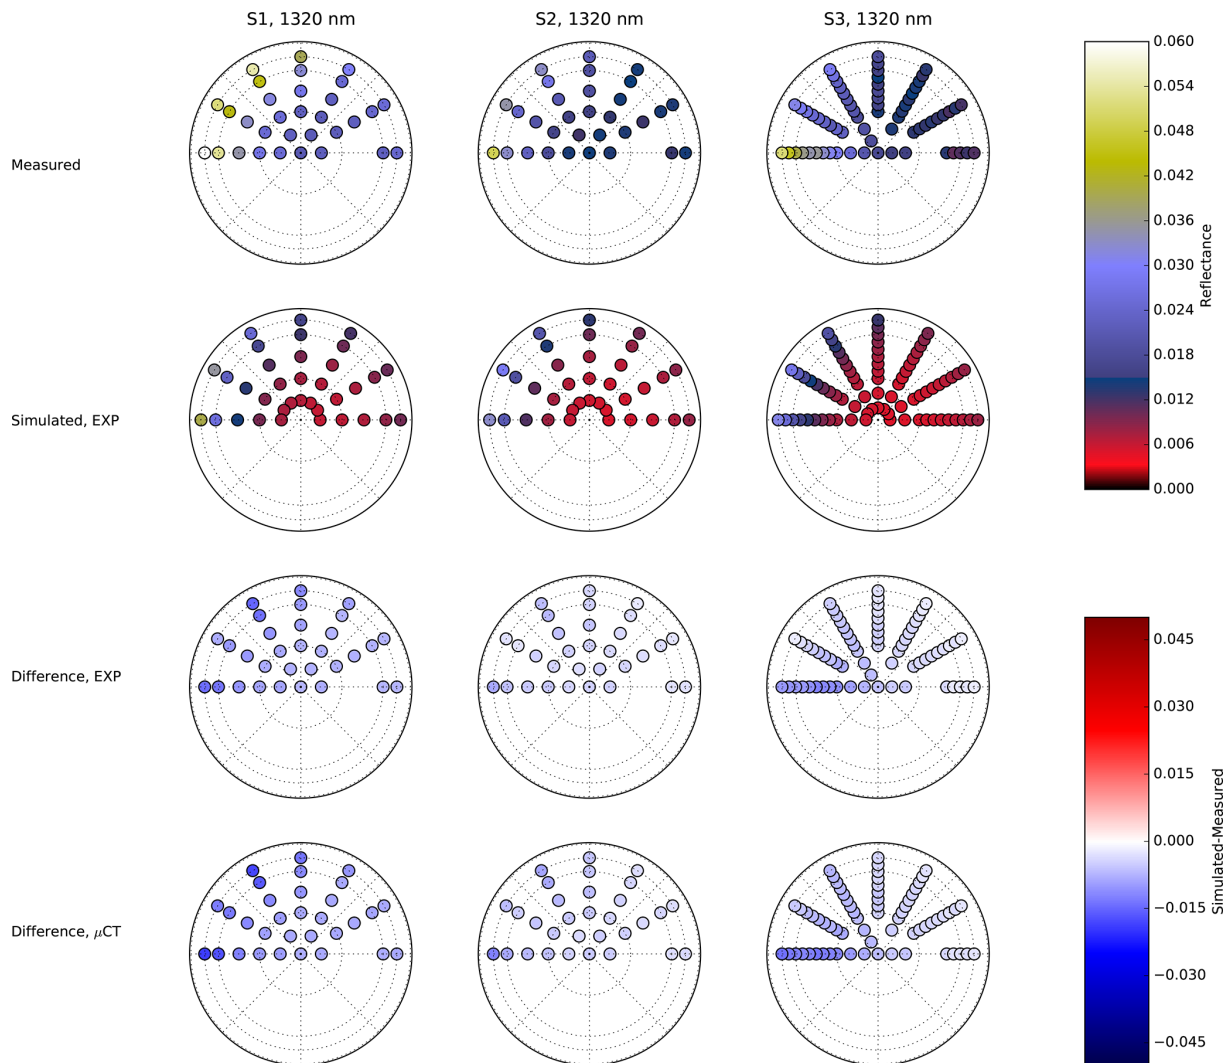 S1, 1320 nm
S2, 1320 nm
S3, 1320 nm
Measured
Simulated, EXP
Difference, EXP
Difference, μCT
0.060
0.054
0.048
0.042
0.036
0.030
0.024
0.018
0.012
0.006
0.000
Reflectance
0.045
0.030
0.015
0.000
−0.015
−0.030
−0.045
Simulated-Measured